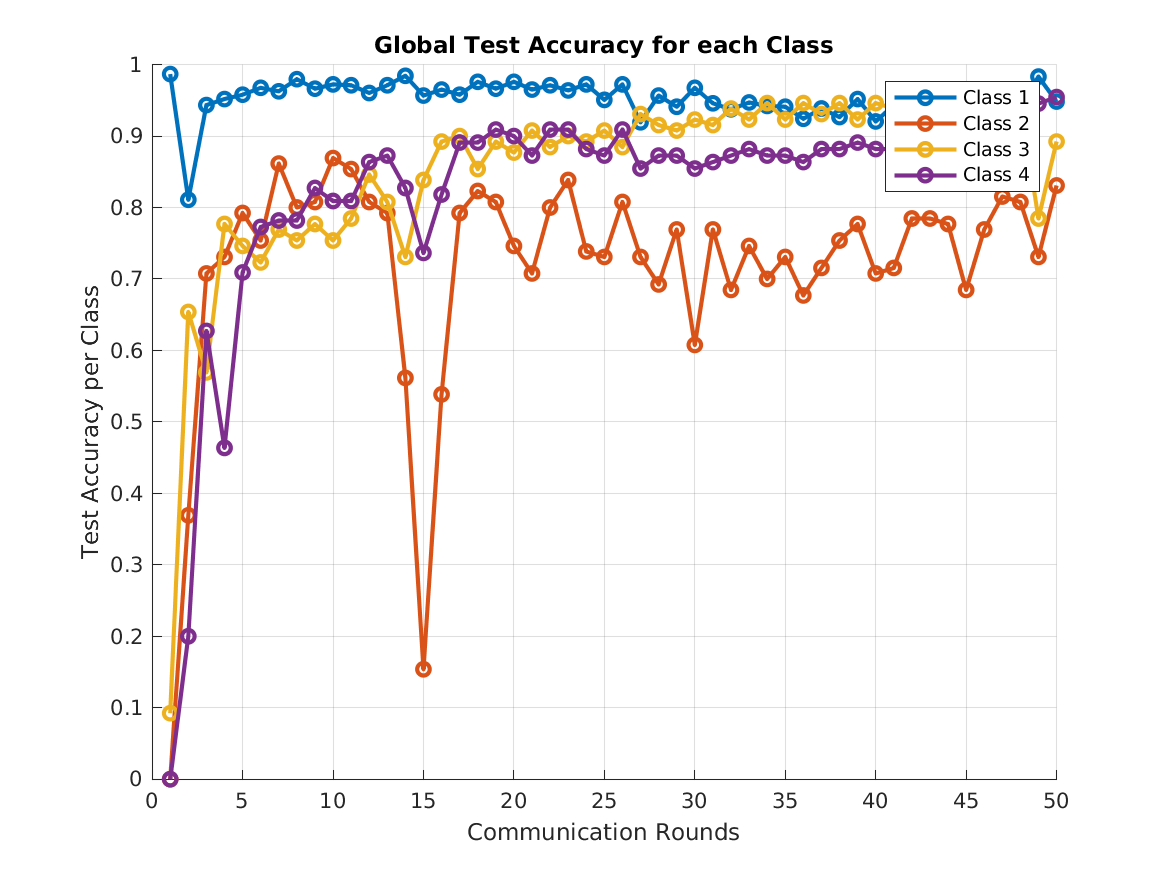 Global Test Accuracy for each Class
Test Accuracy per Class
1
0.9
0.8
0.7
0.6
0.5
0.4
0.3
0.2
0.1
0
Class 1
Class 2
Class 3
Class 4
0 5 10 15 20 25 30 35 40 45 50
Communication Rounds